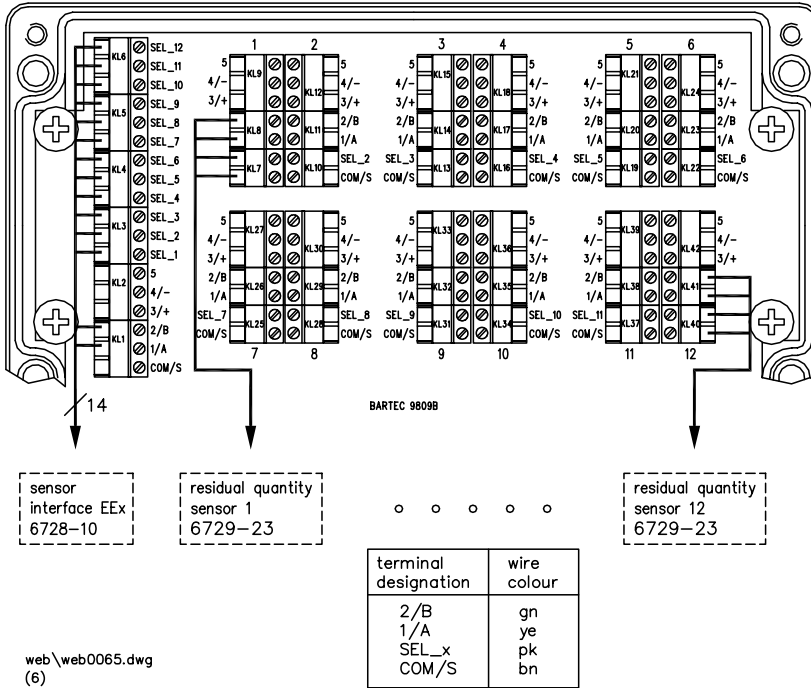 KL6
SEL_12
SEL_11
SEL_10
KL5
SEL_9
SEL_8
SEL_7
KL4
SEL_6
SEL_5
SEL_4
KL3
SEL_3
SEL_2
SEL_1
KL2
5
4/-
3/+
KL1
2/B
1/A
COM/S
14
1 2
5 KL9 5
4/- KL12 4/-
3/+ 3/+
KL8 KL11 2/B
1/A
KL7 KL10 SEL_2
COM/S
3 4
5 KL15 5
4/- KL18 4/-
3/+ 3/+
2/B KL14 KL17 2/B
1/A 1/A
SEL_3 KL13 KL16 SEL_4
COM/S COM/S
5 6
5 KL21 5
4/- KL24 4/-
3/+ 3/+
2/B KL20 KL23 2/B
1/A 1/A
SEL_5 KL19 KL22 SEL_6
COM/S COM/S
5 KL27 5
4/- KL30 4/-
3/+ 3/+
2/B KL26 KL29 2/B
1/A 1/A
SEL_7 KL25 KL28 SEL_8
COM/S COM/S
7 8
5 KL33 5
4/- KL36 4/-
3/+ 3/+
2/B KL32 KL35 2/B
1/A 1/A
SEL_9 KL31 KL34 SEL_10
COM/S COM/S
9 10
5 KL39 5
4/- KL42 4/-
3/+ 3/+
2/B KL38 KL41
1/A
SEL_11 KL37 KL40
COM/S
11 12
BARTEC 9809B
sensor
interface EEx
6728-10
residual quantity
sensor 1
6729-23
residual quantity
sensor 12
6729-23
terminal designation wire colour
2/B gn
1/A ye
SEL_x pk
COM/S bn
web\web0065.dwg
(6)